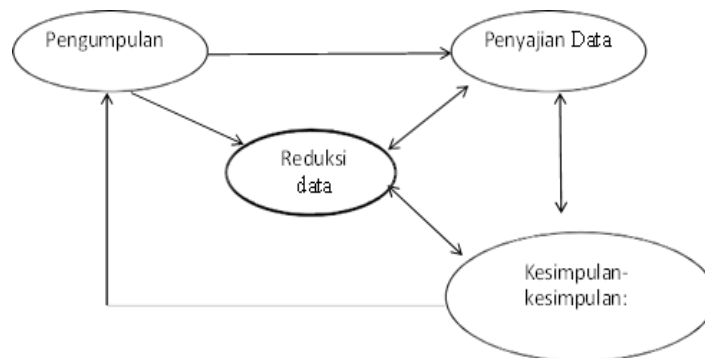 Pengumpulan
Penyajian Data
Reduksi
data
Kesimpulan-
kesimpulan: